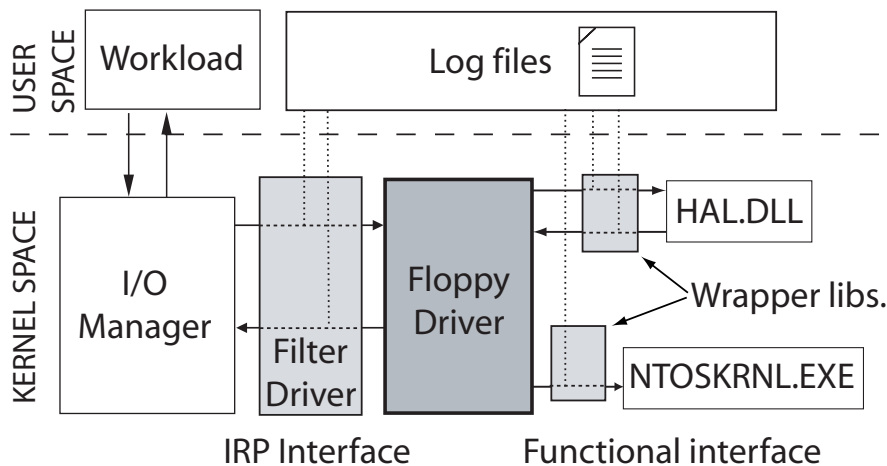 USER
SPACE
Workload
Log files
KERNEL SPACE
I/O
Manager
Filter
Driver
Floppy
Driver
HAL.DLL
Wrapper libs.
NTOSKRNL.EXE
IRP Interface
Functional interface